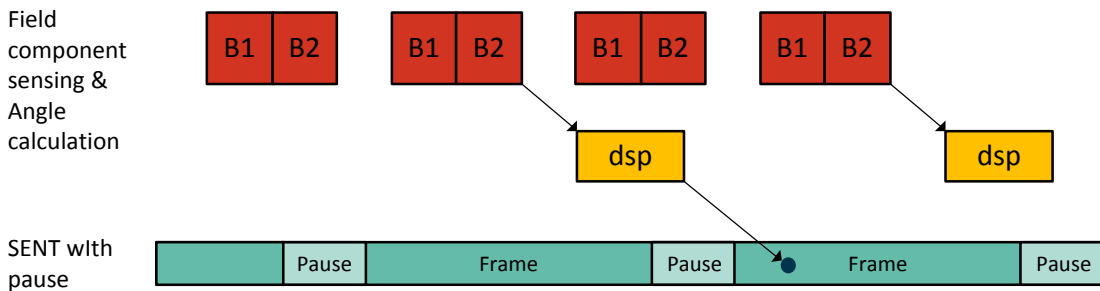 Field
component
sensing &
Angle
calculation
B1 B2 B1 B2 B1 B2 B1 B2
dsp dsp
SENT wIth
pause
Pause Frame Pause Frame Pause